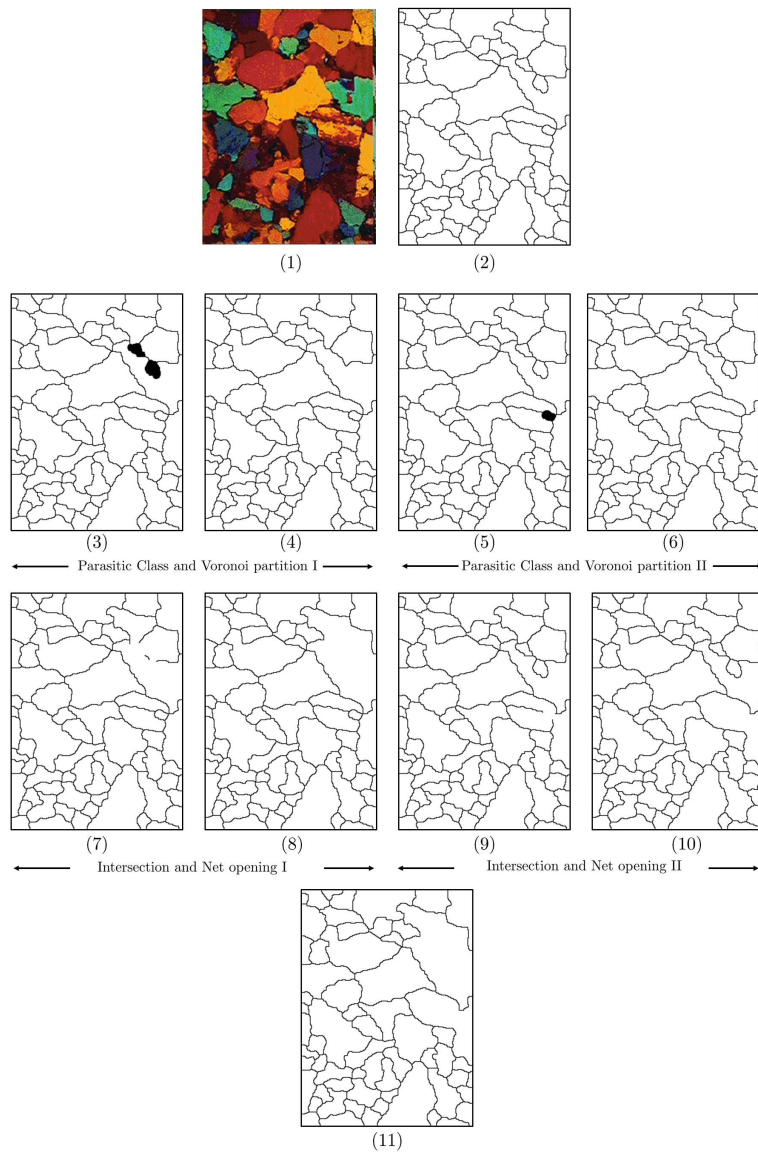 (1) (2)
(3) (4) (5) (6)
Parasitic Class and Voronoi partition I Parasitic Class and Voronoi partition II
(7) (8) (9) (10)
Intersection and Net opening I Intersection and Net opening II
(11)